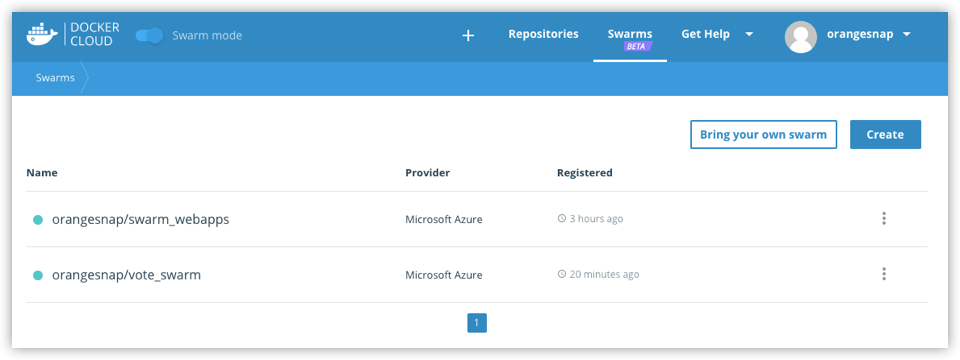 DOCKER
CLOUD
Swarm mode
+
Repositories
Swarms
BETA
Get Help
orangesnap
Swarms
Bring your own swarm
Create
Name Provider Registered
orangesnap/swarm_webapps Microsoft Azure 3 hours ago
orangesnap/vote_swarm Microsoft Azure 20 minutes ago
1